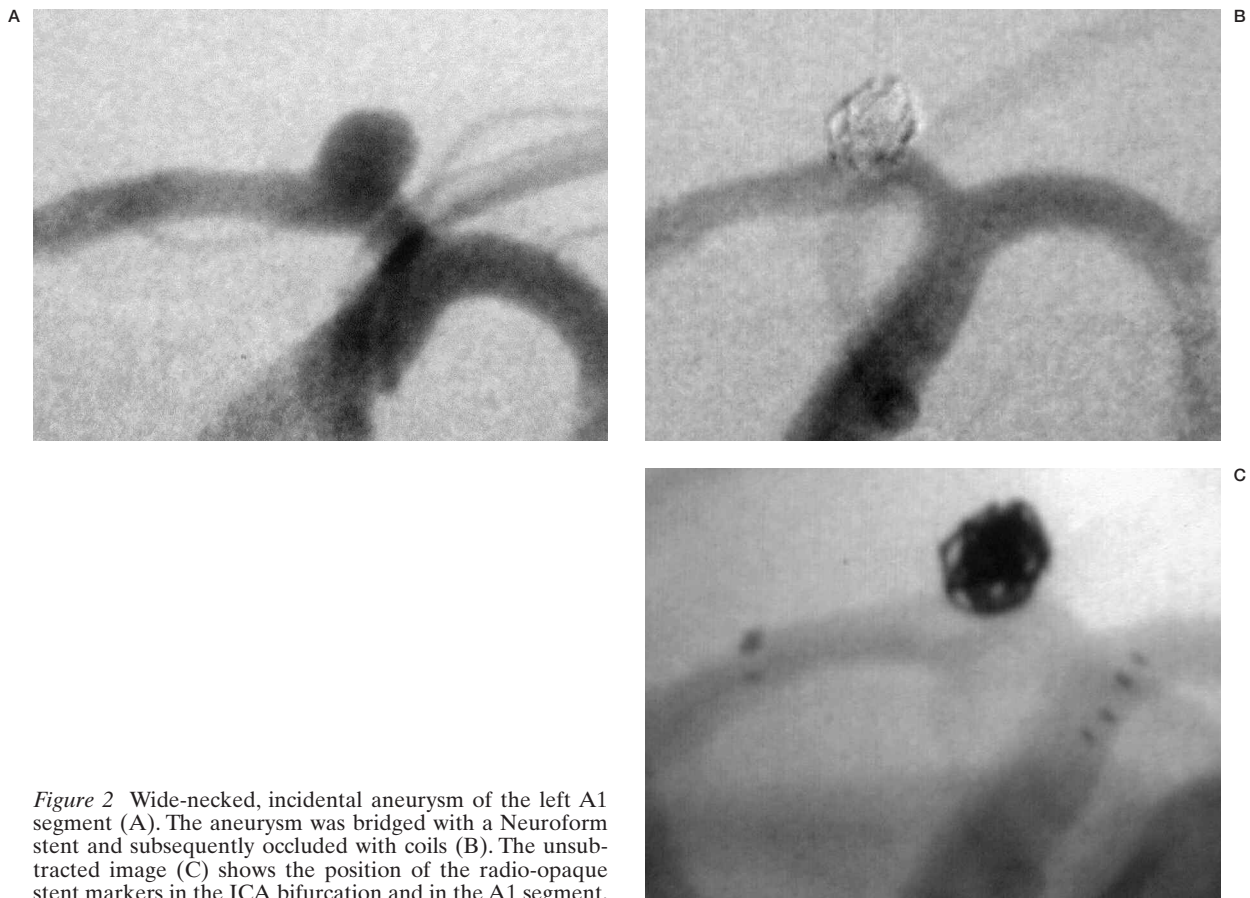 A
B
C
Figure 2 Wide-necked, incidental aneurysm of the left A1
segment (A). The aneurysm was bridged with a Neuroform
stent and subsequently occluded with coils (B). The unsub-
tracted image (C) shows the position of the radio-opaque
stent markers in the ICA bifurcation and in the A1 segment.